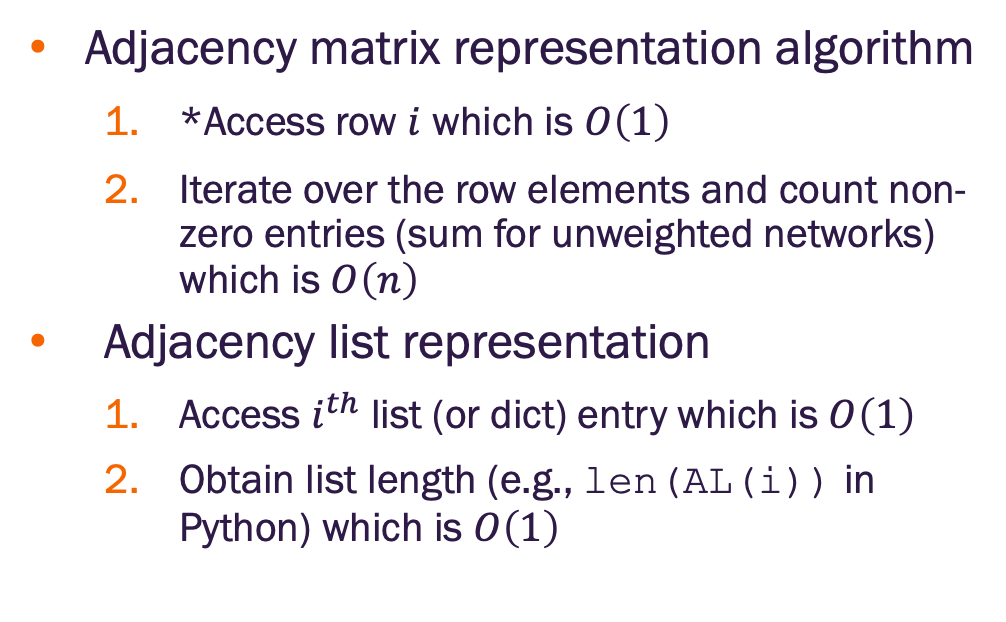 • Adjacency matrix representation algorithm
1. *Access row i which is O(1)
2. Iterate over the row elements and count non-
zero entries (sum for unweighted networks)
which is O(n)
• Adjacency list representation
1. Access i^th list (or dict) entry which is O(1)
2. Obtain list length (e.g., len(AL(i)) in
Python) which is O(1)